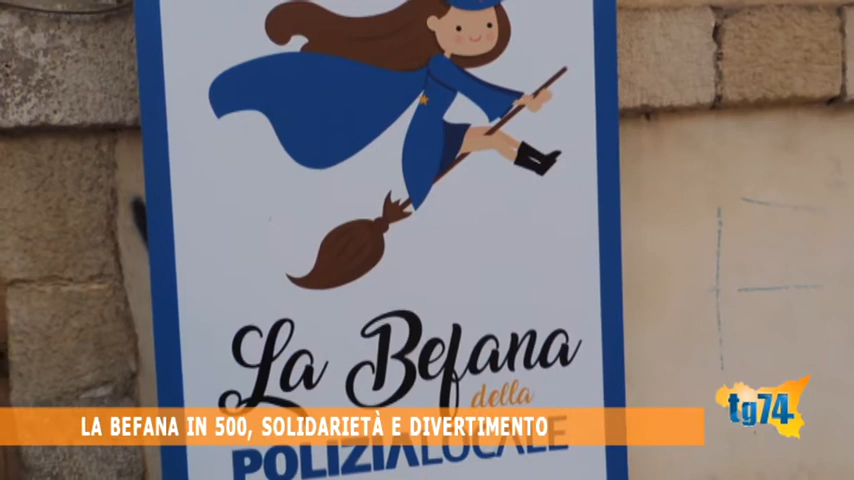 La Befana
della
POLIZIA LOCALE
LA BEFANA IN 500, SOLIDARIETÀ E DIVERTIMENTO
tg74